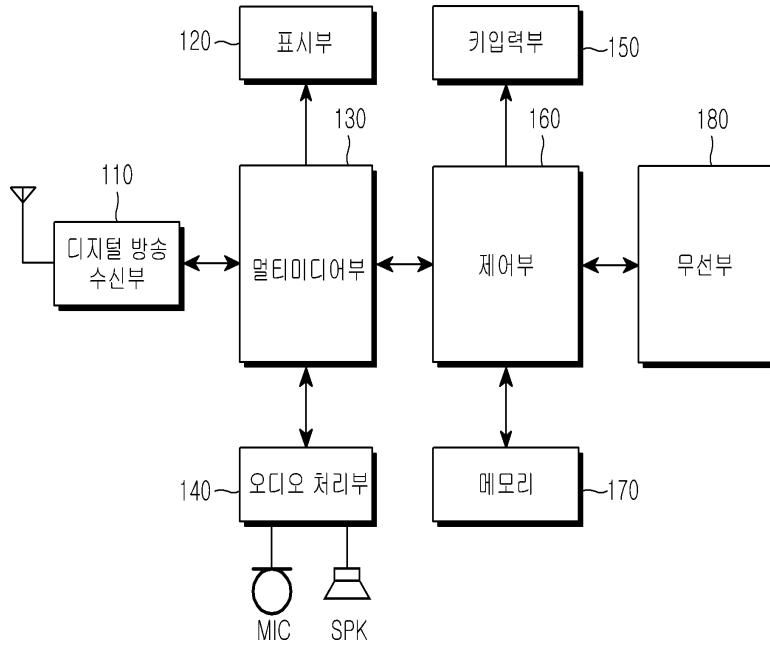 120
표시부
키입력부
150
130
160
180
110
디지털 방송
수신부
멀티미디어부
제어부
무선부
140
오디오 처리부
메모리
170
MIC
SPK